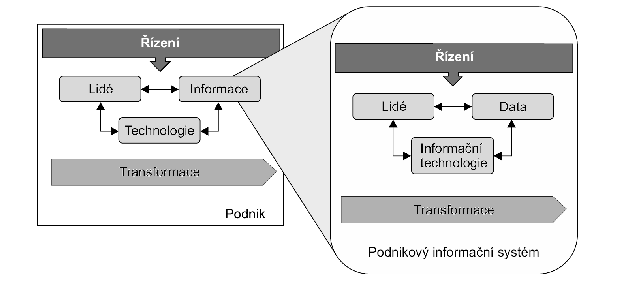 Řízení
Lidé
Informace
Technologie
Transformace
Podnik
Řízení
Lidé
Data
Informační
technologie
Transformace
Podnikový informační systém